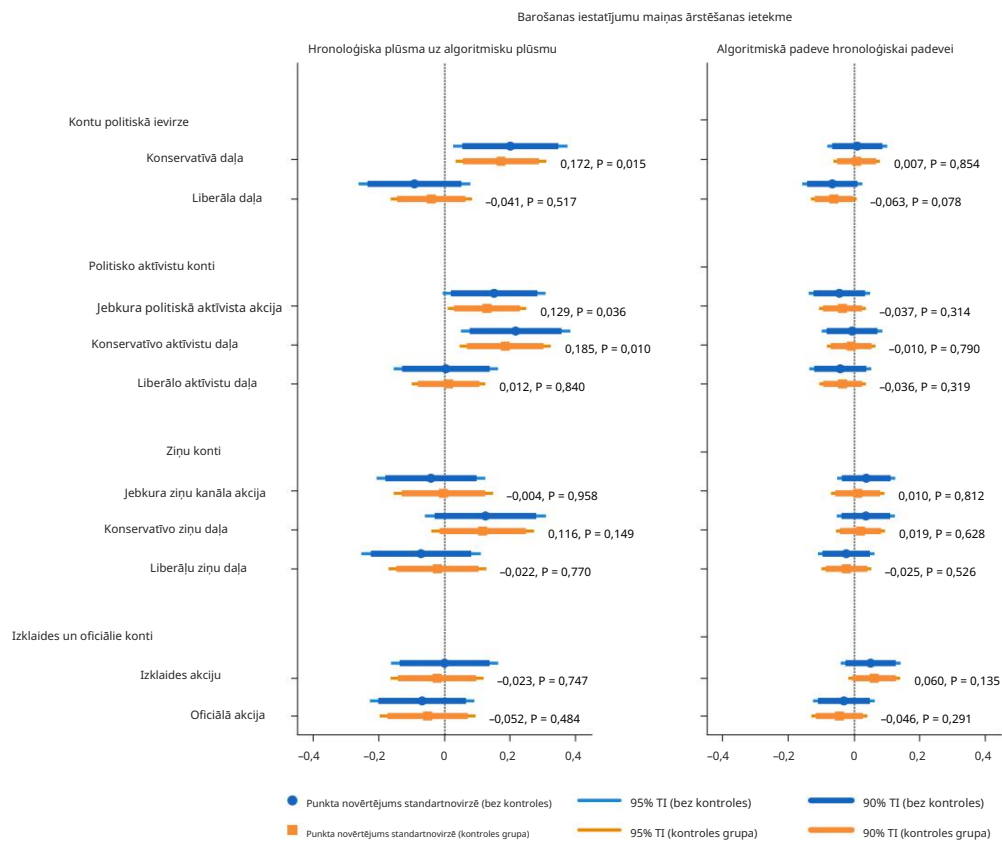 Barošanas iestatījumu maiņas ārstēšanas ietekme
Hronoloģiska plūsma uz algoritmisku plūsmu
Algoritmiskā padeve hronoloģiskai padevei
Kontu politiskā ievirze
Konservatīvā daļa
0,172, P = 0,015
0,007, P = 0,854
Liberāla daļa
–0,041, P = 0,517
–0,063, P = 0,078
Politisko aktīvistu konti
Jebkura politiskā aktīvista akcija
0,129, P = 0,036
–0,037, P = 0,314
Konservatīvo aktīvistu daļa
0,185, P = 0,010
–0,010, P = 0,790
Liberālo aktīvistu daļa
0,012, P = 0,840
–0,036, P = 0,319
Ziņu konti
Jebkura ziņu kanāla akcija
–0,004, P = 0,958
0,010, P = 0,812
Konservatīvo ziņu daļa
0,116, P = 0,149
0,019, P = 0,628
Liberāļu ziņu daļa
–0,022, P = 0,770
–0,025, P = 0,526
Izklaides un oficiālie konti
Izklaides akciju
–0,023, P = 0,747
0,060, P = 0,135
Oficiālā akcija
–0,052, P = 0,484
–0,046, P = 0,291
–0,4 –0,2 0 0,2 0,4
–0,4 –0,2 0 0,2 0,4
Punkta novērtējums standartnovirzē (bez kontroles)
95% TI (bez kontroles)
90% TI (bez kontroles)
Punkta novērtējums standartnovirzē (kontroles grupa)
95% TI (kontroles grupa)
90% TI (kontroles grupa)